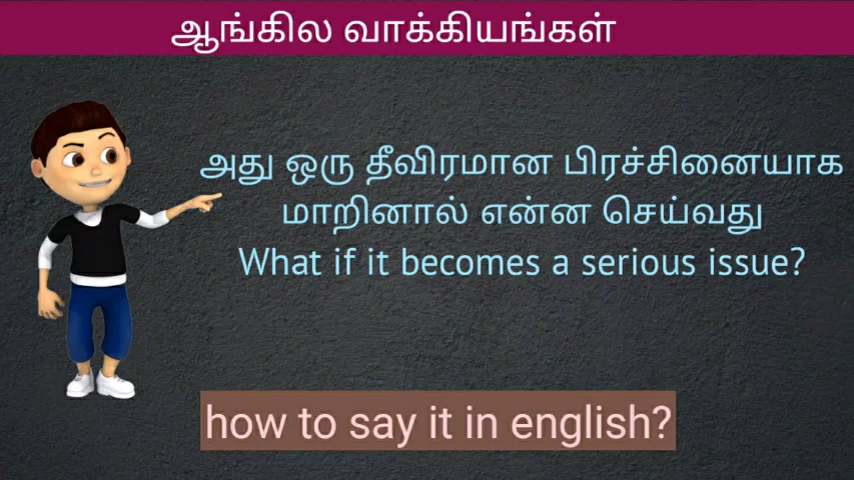 ஆங்கில வாக்கியங்கள்
அது ஒரு தீவிரமான பிரச்சினையாக
மாறினால் என்ன செய்வது
What if it becomes a serious issue?
how to say it in english?